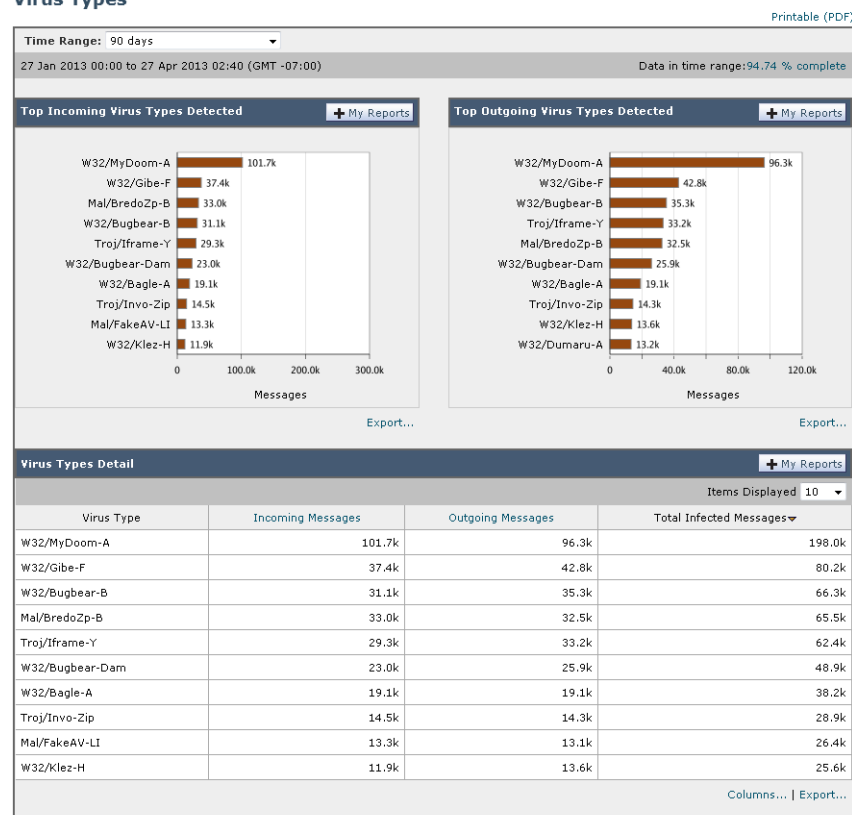 Virus Types
Printable (PDF)
Time Range: 90 days
27 Jan 2013 00:00 to 27 Apr 2013 02:40 (GMT -07:00) Data in time range:94.74 % complete
Top Incoming Virus Types Detected + My Reports
W32/MyDoom-A 101.7k
W32/Gibe-F 37.4k
Mal/BredoZp-B 33.0k
W32/Bugbear-B 31.1k
Troj/Iframe-Y 29.3k
W32/Bugbear-Dam 23.0k
W32/Bagle-A 19.1k
Troj/Invo-Zip 14.5k
Mal/FakeAV-LI 13.3k
W32/Klez-H 11.9k
0 100.0k 200.0k 300.0k
Messages
Export...
Top Outgoing Virus Types Detected + My Reports
W32/MyDoom-A 96.3k
W32/Gibe-F 42.8k
W32/Bugbear-B 35.3k
Troj/Iframe-Y 33.2k
Mal/BredoZp-B 32.5k
W32/Bugbear-Dam 25.9k
W32/Bagle-A 19.1k
Troj/Invo-Zip 14.3k
W32/Klez-H 13.6k
W32/Dumaru-A 13.2k
0 40.0k 80.0k 120.0k
Messages
Export...
Virus Types Detail + My Reports
Items Displayed 10
Virus Type Incoming Messages Outgoing Messages Total Infected Messages
W32/MyDoom-A 101.7k 96.3k 198.0k
W32/Gibe-F 37.4k 42.8k 80.2k
W32/Bugbear-B 31.1k 35.3k 66.3k
Mal/BredoZp-B 33.0k 32.5k 65.5k
Troj/Iframe-Y 29.3k 33.2k 62.4k
W32/Bugbear-Dam 23.0k 25.9k 48.9k
W32/Bagle-A 19.1k 19.1k 38.2k
Troj/Invo-Zip 14.5k 14.3k 28.9k
Mal/FakeAV-LI 13.3k 13.1k 26.4k
W32/Klez-H 11.9k 13.6k 25.6k
Columns... | Export...